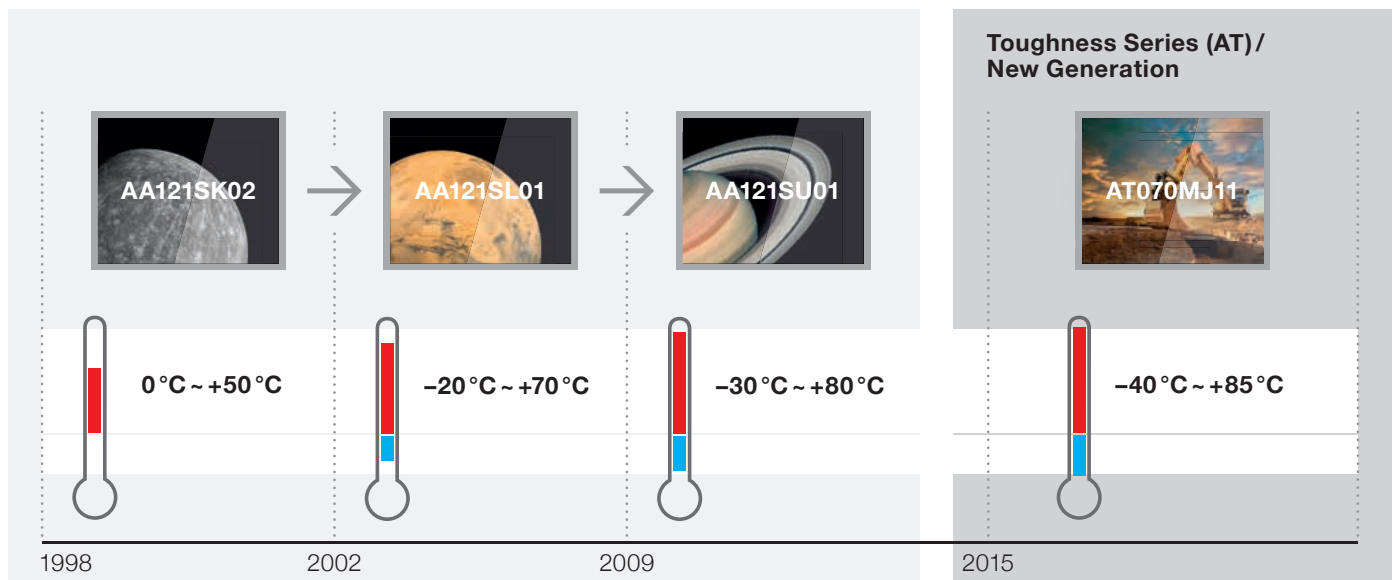 Toughness Series (AT)/
New Generation
AA121SK02
AA121SL01
AA121SU01
AT070MJ11
0 °C ~ +50 °C
–20 °C ~ +70 °C
–30 °C ~ +80 °C
–40 °C ~ +85 °C
1998
2002
2009
2015